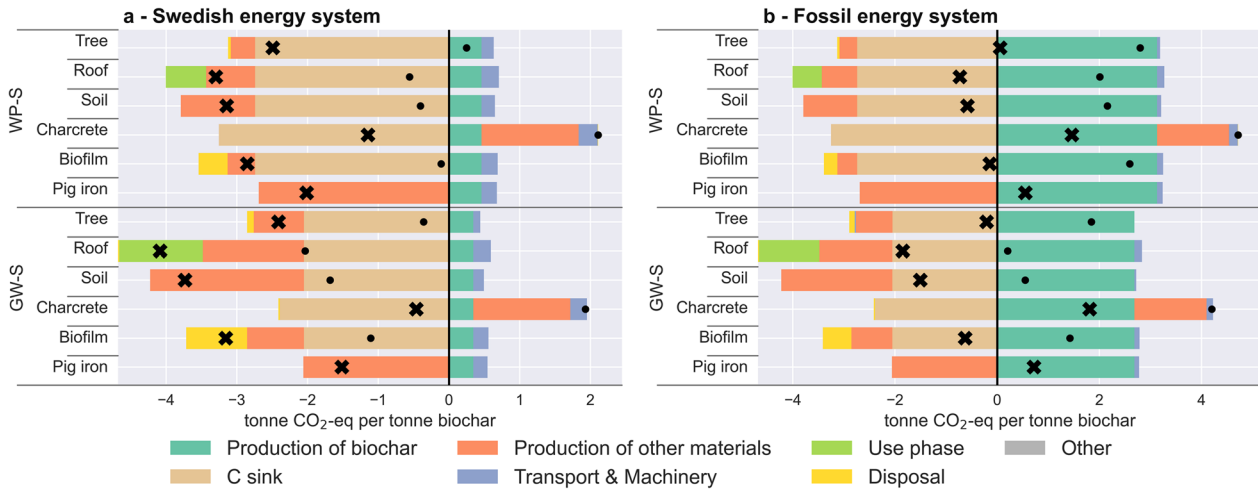 a - Swedish energy system
b - Fossil energy system
WP-S
Tree
Roof
Soil
Charcrete
Biofilm
Pig iron
GW-S
Tree
Roof
Soil
Charcrete
Biofilm
Pig iron
−4 −3 −2 −1 0 1 2
tonne CO₂-eq per tonne biochar
WP-S
Tree
Roof
Soil
Charcrete
Biofilm
Pig iron
GW-S
Tree
Roof
Soil
Charcrete
Biofilm
Pig iron
−4 −2 0 2 4
tonne CO₂-eq per tonne biochar
Production of biochar Production of other materials Use phase Other
C sink Transport & Machinery Disposal